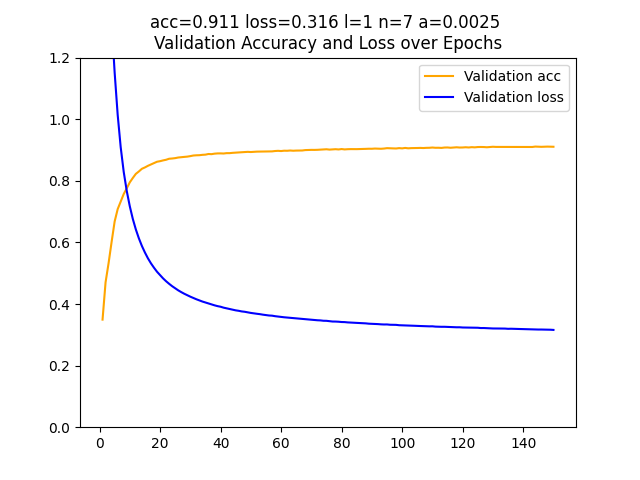 acc=0.911 loss=0.316 l=1 n=7 a=0.0025
Validation Accuracy and Loss over Epochs
Validation acc
Validation loss
1.2
1.0
0.8
0.6
0.4
0.2
0.0
0 20 40 60 80 100 120 140